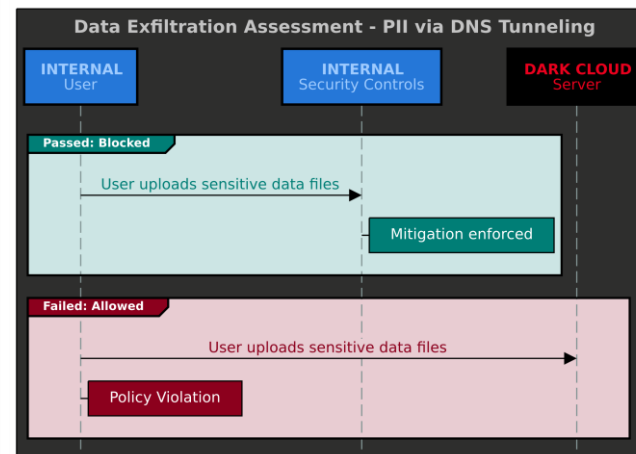 Data Exfiltration Assessment - PII via DNS Tunneling
INTERNAL
User
INTERNAL
Security Controls
DARK CLOUD
Server
Passed: Blocked
User uploads sensitive data files
Mitigation enforced
Failed: Allowed
User uploads sensitive data files
Policy Violation